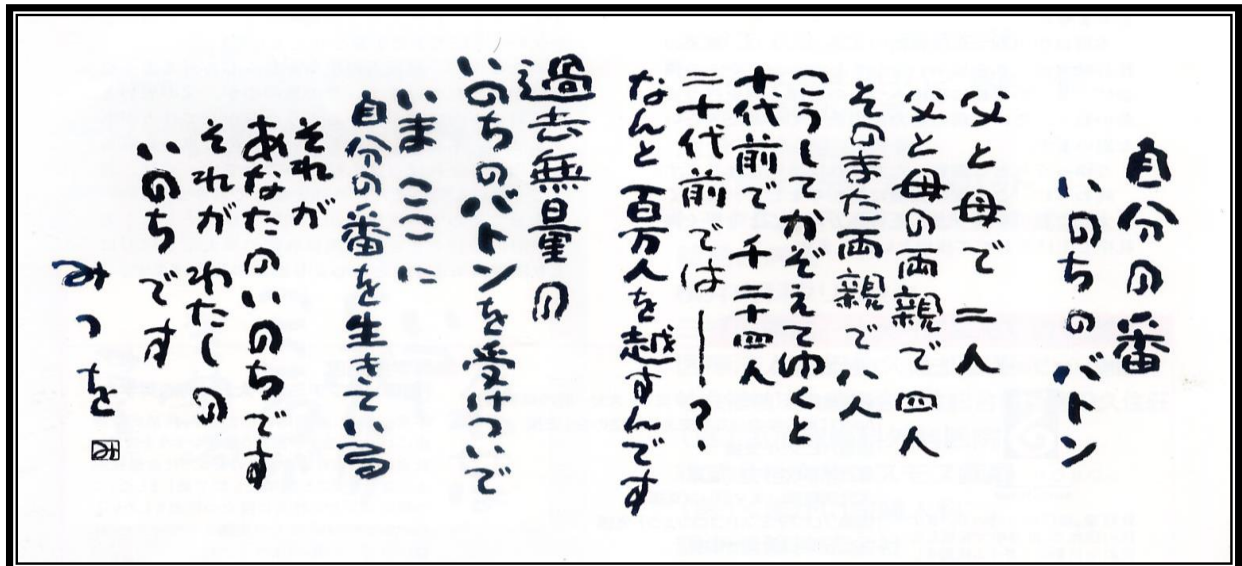 自分の番
いのちのバトン
父と母で二人
父と母の両親で四人
そのまた両親で八人
こうしてかぞえてゆくと
十代前で千二十四人
二十代前では―？
なんと百万人を越すんです
過去無量の
いのちのバトンを受けついで
いまここに
自分の番を生きている
それが
あなたのいのちです
それがわたしの
いのちです
みつを
み